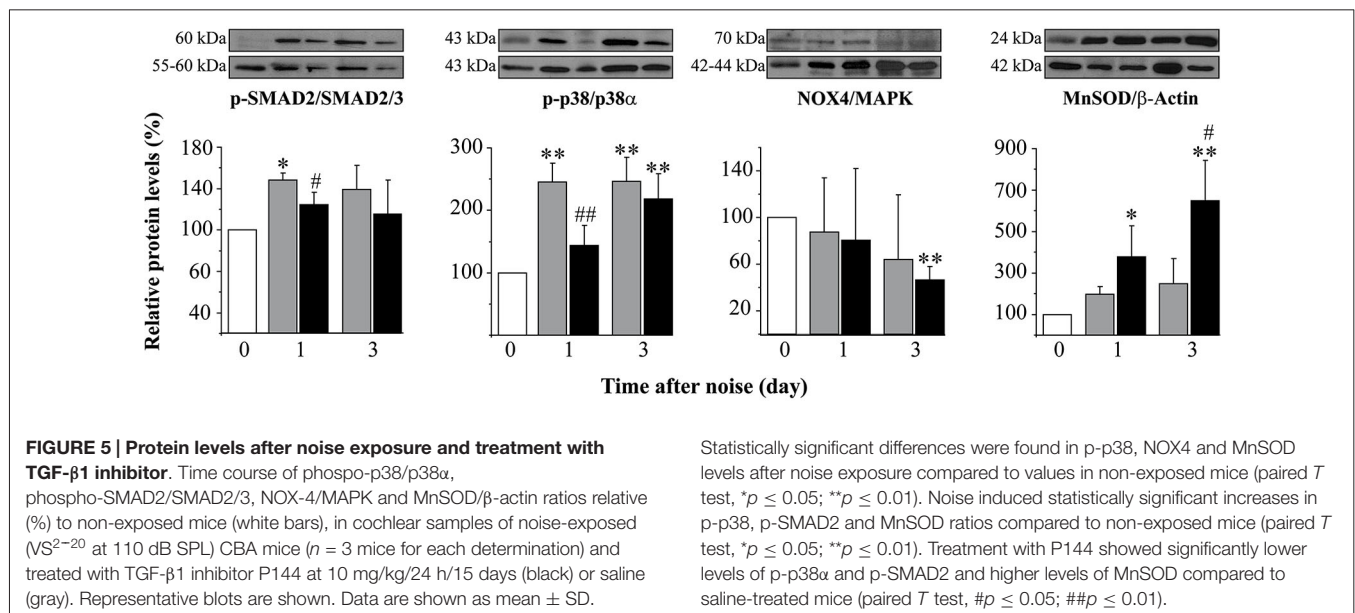 60 kDa
55-60 kDa
p-SMAD2/SMAD2/3
43 kDa
43 kDa
p-p38/p38α
70 kDa
42-44 kDa
NOX4/MAPK
24 kDa
42 kDa
MnSOD/β-Actin
Relative protein levels (%)
180
140
100
60
40
*
#
0 1 3
300
200
100
**
##
**
**
0 1 3
140
100
60
20
**
0 1 3
900
700
500
300
100
*
#
**
0 1 3
Time after noise (day)
FIGURE 5 | Protein levels after noise exposure and treatment with
TGF-β1 inhibitor. Time course of phospo-p38/p38α,
phospho-SMAD2/SMAD2/3, NOX-4/MAPK and MnSOD/β-actin ratios relative
(%) to non-exposed mice (white bars), in cochlear samples of noise-exposed
(VS2−20 at 110 dB SPL) CBA mice (n = 3 mice for each determination) and
treated with TGF-β1 inhibitor P144 at 10 mg/kg/24 h/15 days (black) or saline
(gray). Representative blots are shown. Data are shown as mean ± SD.
Statistically significant differences were found in p-p38, NOX4 and MnSOD
levels after noise exposure compared to values in non-exposed mice (paired T
test, *p ≤ 0.05; **p ≤ 0.01). Noise induced statistically significant increases in
p-p38, p-SMAD2 and MnSOD ratios compared to non-exposed mice (paired T
test, *p ≤ 0.05; **p ≤ 0.01). Treatment with P144 showed significantly lower
levels of p-p38α and p-SMAD2 and higher levels of MnSOD compared to
saline-treated mice (paired T test, #p ≤ 0.05; ##p ≤ 0.01).